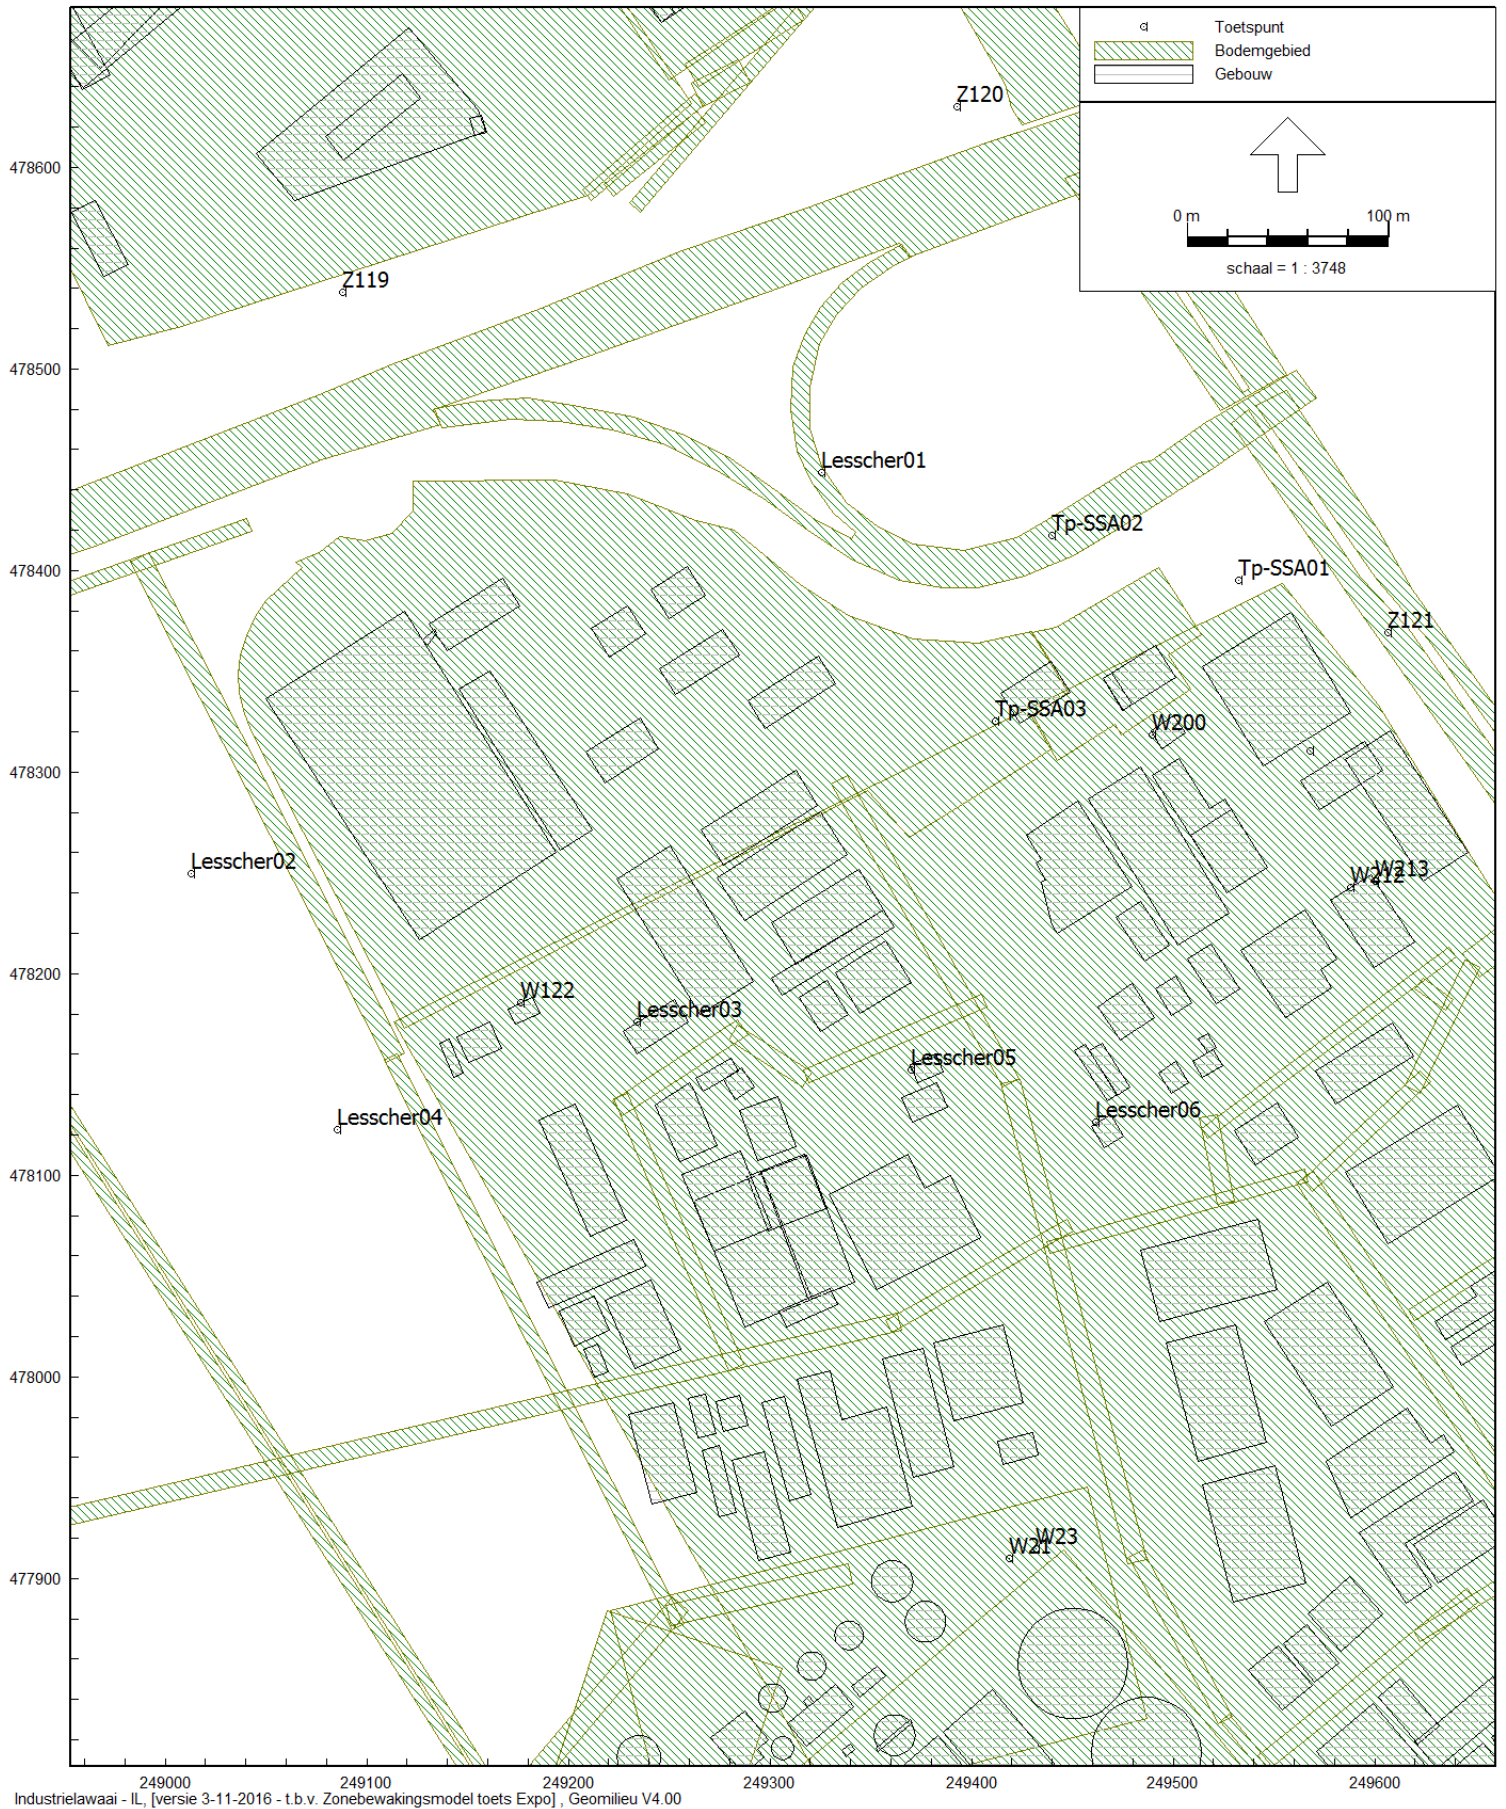 Toetspunt
Bodemgebied
Gebouw
0 m 100 m
schaal = 1 : 3748
Z120
478600
Z119
478500
Lesscher01
Tp-SSA02
478400
Tp-SSA01
Z121
Tp-SSA03
W200
478300
Lesscher02
W213
W212
478200
W122
Lesscher03
Lesscher05
Lesscher04
Lesscher06
478100
478000
W23
W21
477900
249000 249100 249200 249300 249400 249500 249600
Industrielawaai - IL, [versie 3-11-2016 - t.b.v. Zonebewakingsmodel toets Expo] , Geomilieu V4.00